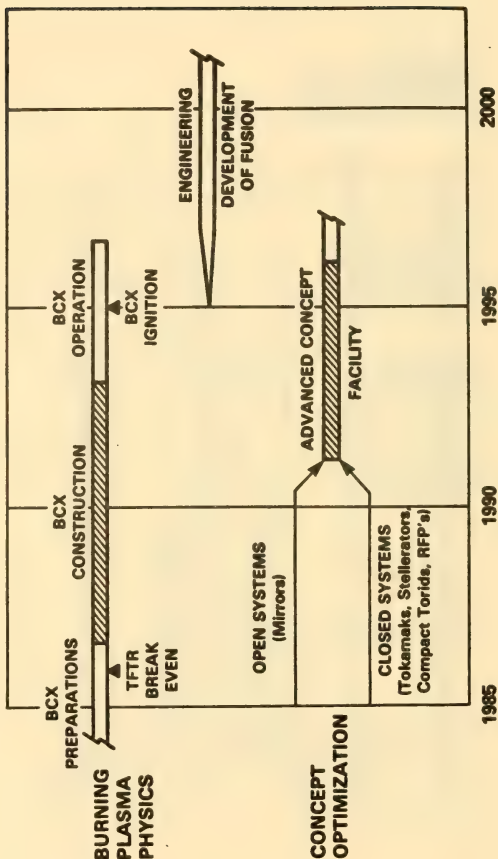 BURNING
PLASMA
PHYSICS
BCX
PREPARATIONS
TFTR
BREAK
EVEN
BCX
CONSTRUCTION
BCX
OPERATION
BCX
IGNITION
ENGINEERING
DEVELOPMENT
OF FUSION
CONCEPT
OPTIMIZATION
OPEN SYSTEMS
(Mirrors)
CLOSED SYSTEMS
(Tokamaks, Stellerators,
Compact Torids, RFP's)
ADVANCED CONCEPT
FACILITY
1985
1990
1995
2000